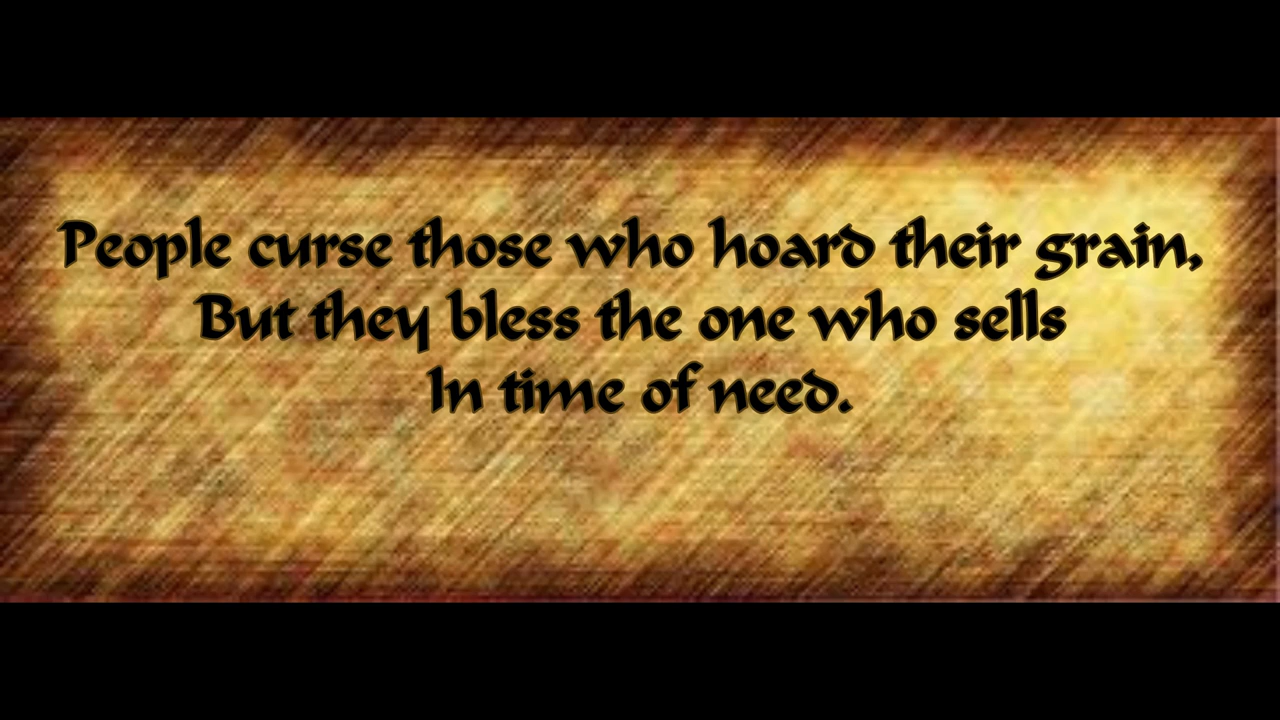 People curse those who hoard their grain,
But they bless the one who sells
In time of need.